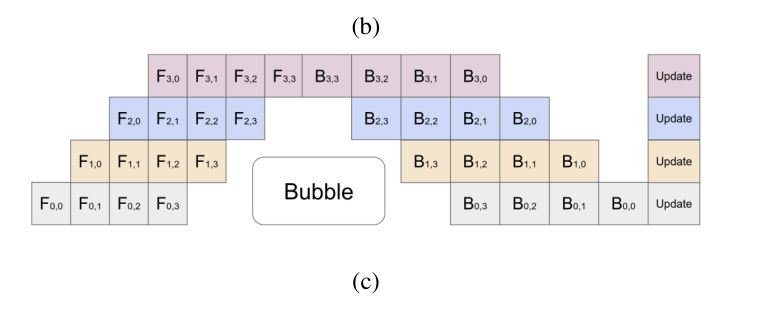 (b)
F3,0 F3,1 F3,2 F3,3 B3,3 B3,2 B3,1 B3,0 Update
F2,0 F2,1 F2,2 F2,3 B2,3 B2,2 B2,1 B2,0 Update
F1,0 F1,1 F1,2 F1,3 B1,3 B1,2 B1,1 B1,0 Update
Bubble
F0,0 F0,1 F0,2 F0,3 B0,3 B0,2 B0,1 B0,0 Update
(c)